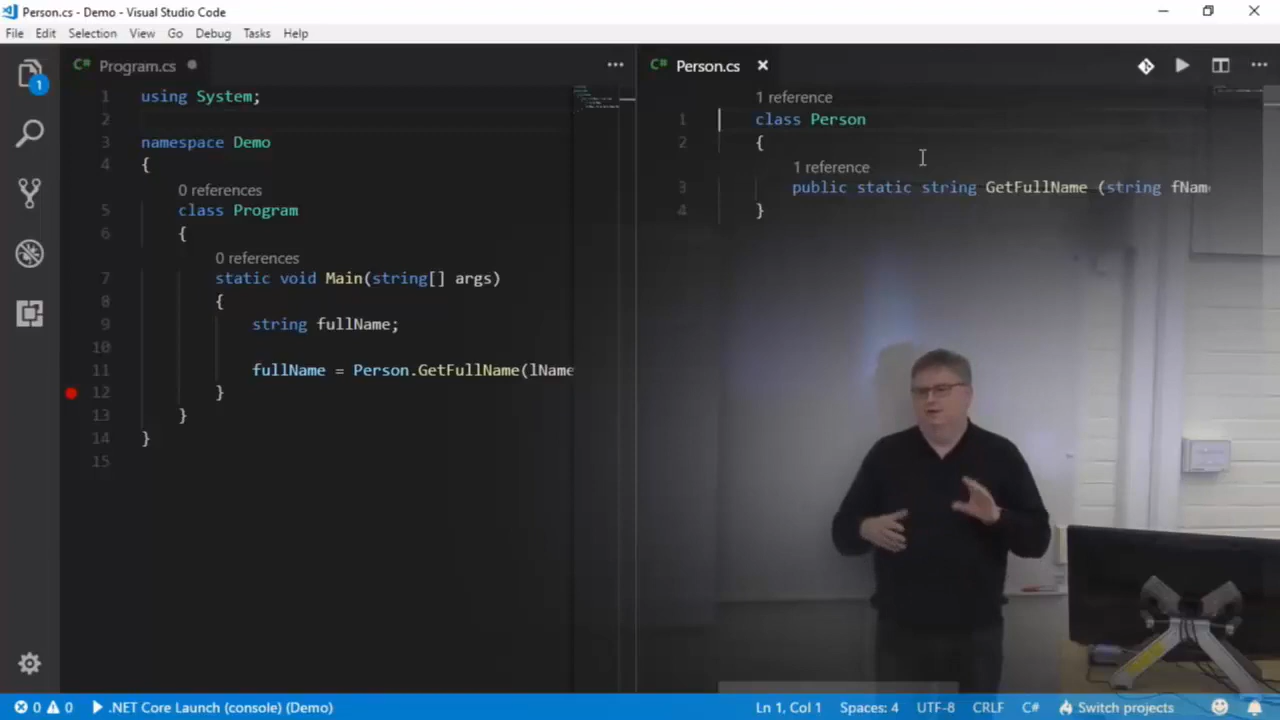 Person.cs - Demo - Visual Studio Code
File Edit Selection View Go Debug Tasks Help
1
C# Program.cs
1 using System;
2
3 namespace Demo
4 {
0 references
5 class Program
6 {
0 references
7 static void Main(string[] args)
8 {
9 string fullName;
10
11 fullName = Person.GetFullName(lName
12 }
13 }
14 }
15
C# Person.cs
1 reference
1 class Person
2 {
1 reference
3 public static string GetFullName (string fNam
4 }
0 0 .NET Core Launch (console) (Demo) Ln 1, Col 1 Spaces: 4 UTF-8 CRLF C# Switch projects